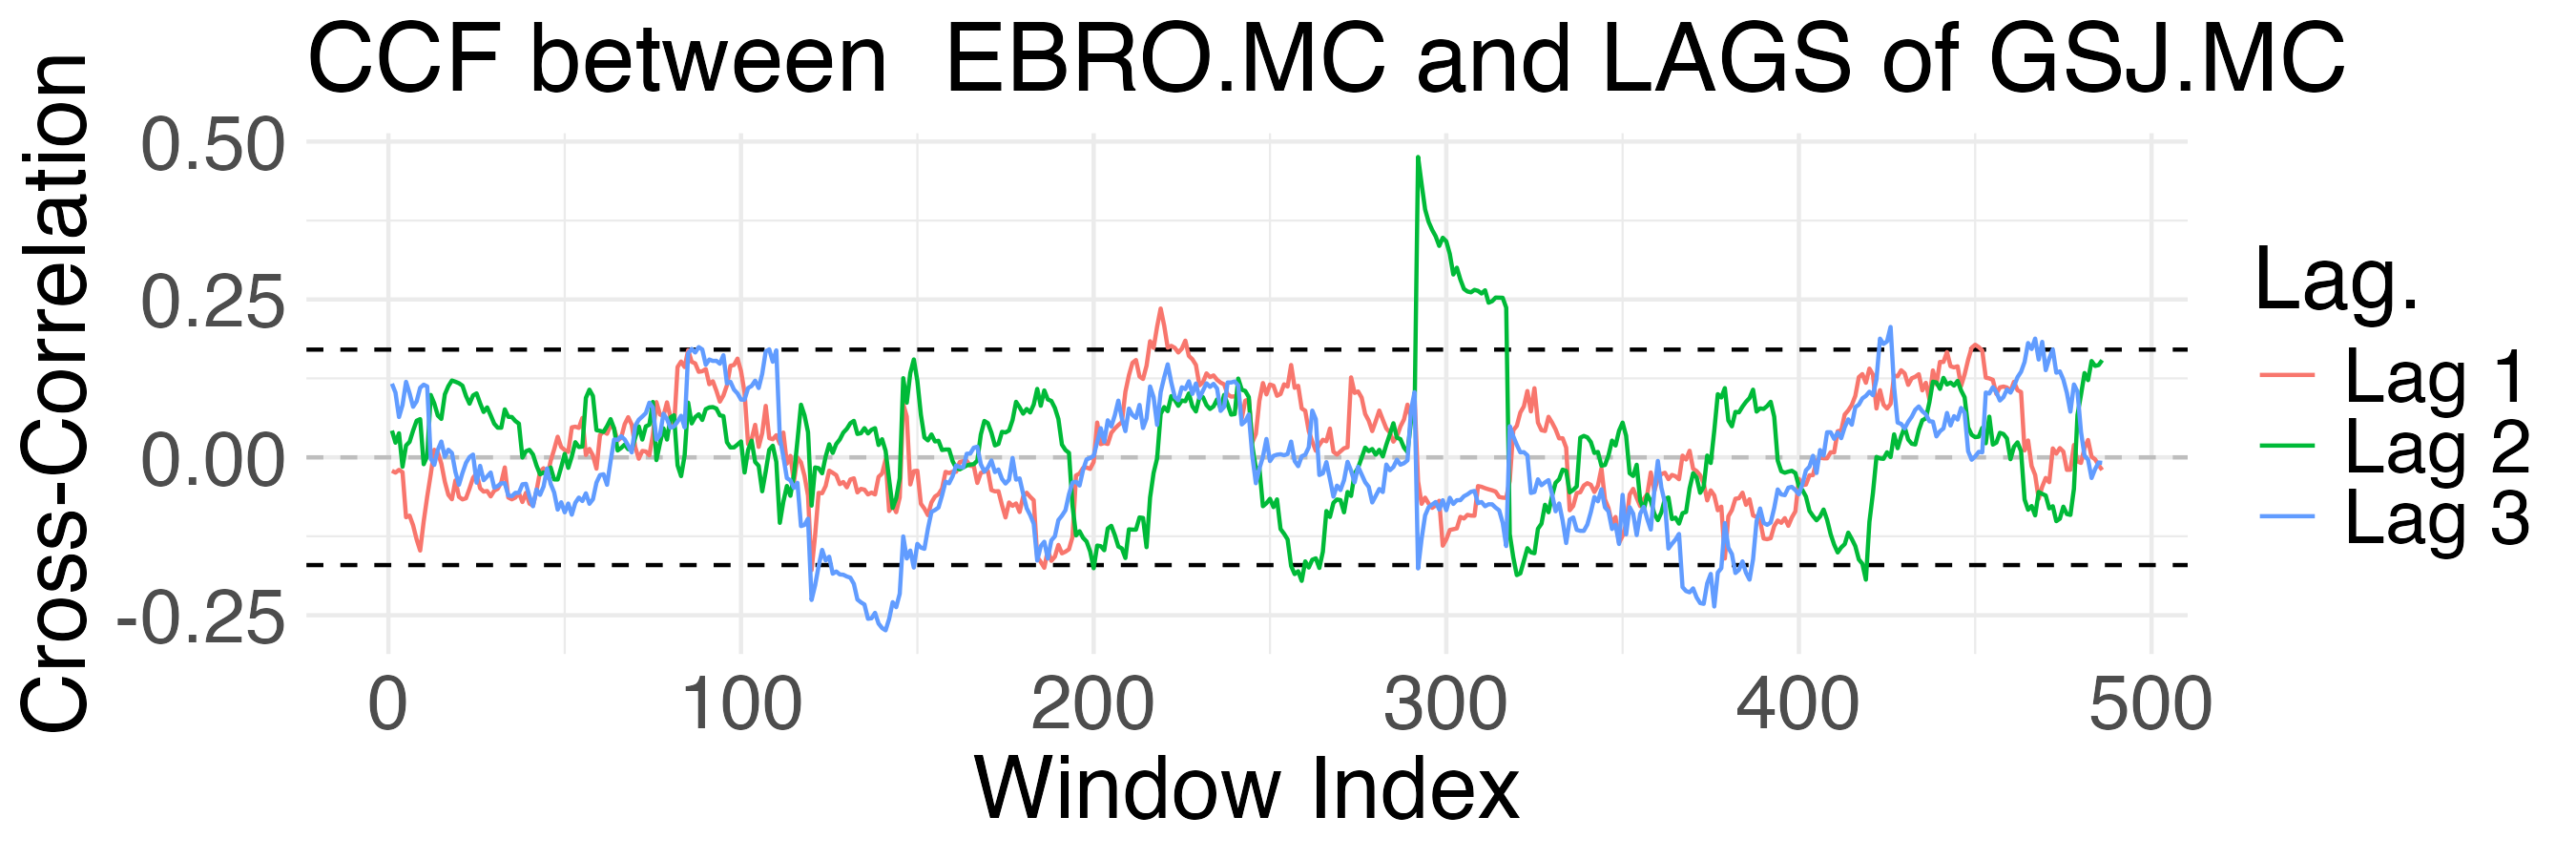 CCF between  EBRO.MC and LAGS of GSJ.MC
Cross-Correlation
0.50
0.25
0.00
-0.25
0
100
200
300
400
500
Window Index
Lag.
Lag 1
Lag 2
Lag 3